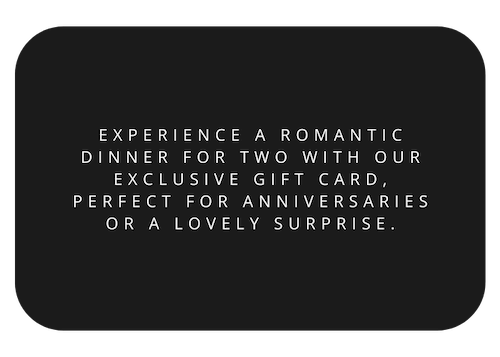 EXPERIENCE A ROMANTIC
DINNER FOR TWO WITH OUR
EXCLUSIVE GIFT CARD,
PERFECT FOR ANNIVERSARIES
OR A LOVELY SURPRISE.